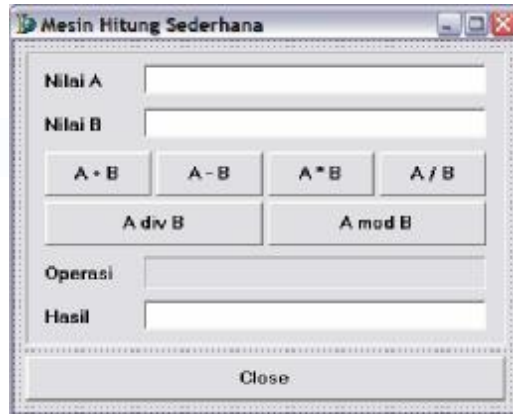 Mesin Hitung Sederhana
Nilai A
Nilai B
A + B A - B A * B A / B
A div B A mod B
Operasi
Hasil
Close